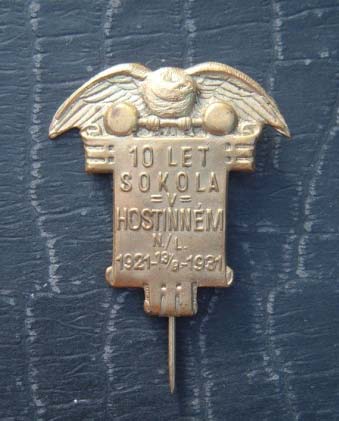 10 LET
SOKOLA
=V=
HOSTINNÉM
N/L.
1921-13/9-1931